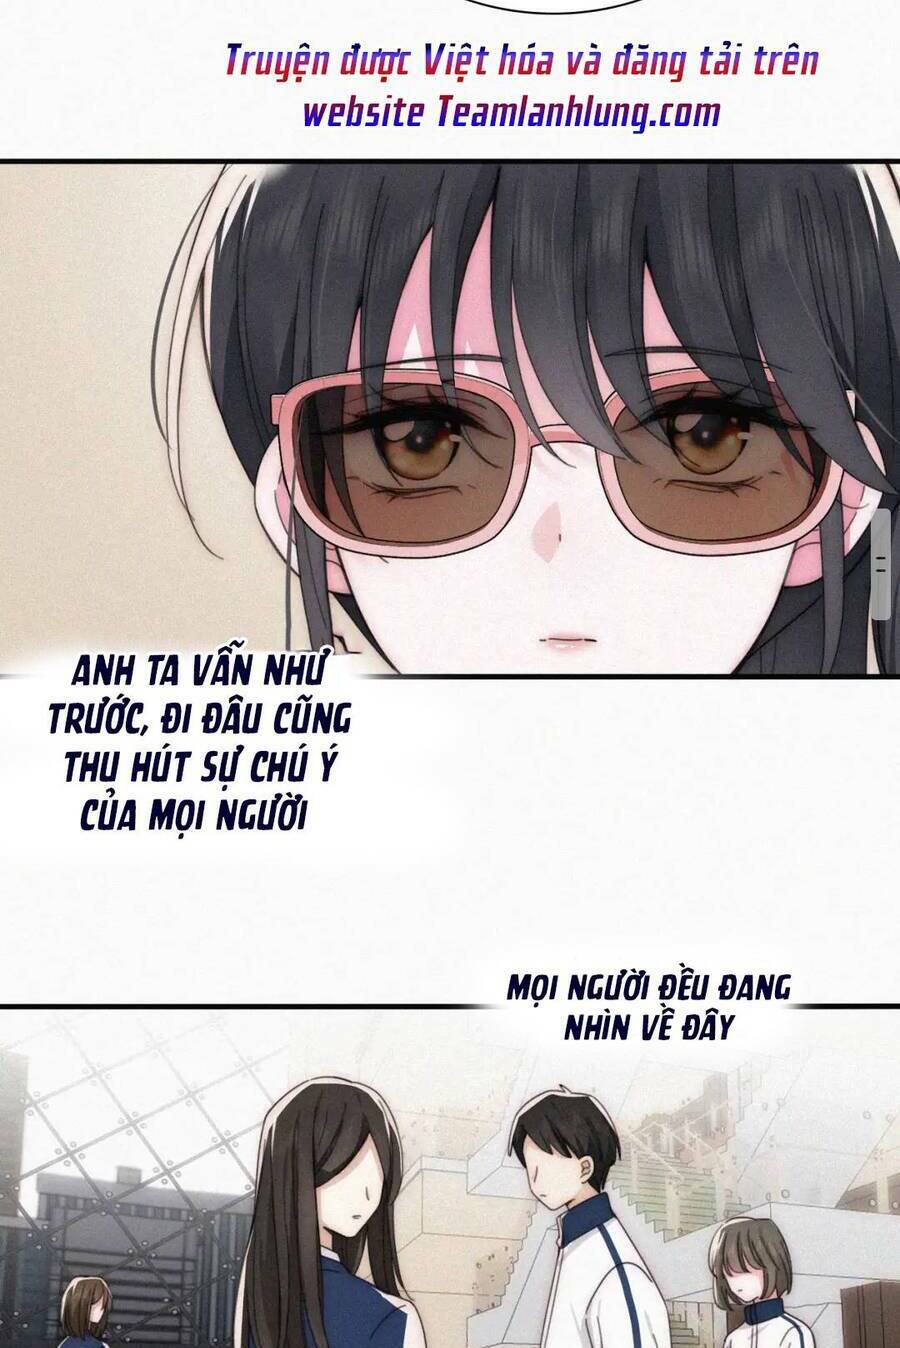 Truyện được Việt hóa và đăng tải trên
website Teamlanhlung.com
ANH TA VẪN NHƯ
TRƯỚC, ĐI ĐÂU CŨNG
THU HÚT SỰ CHÚ Ý
CỦA MỌI NGƯỜI
MỌI NGƯỜI ĐỀU ĐANG
NHÌN VỀ ĐÂY